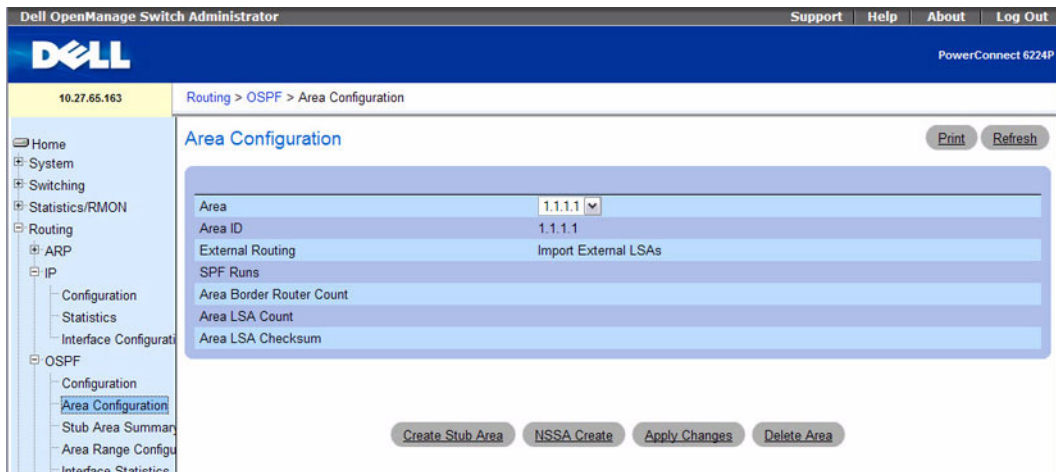 Dell OpenManage Switch Administrator
Support Help About Log Out
DELL
PowerConnect 6224P
10.27.65.163
Routing > OSPF > Area Configuration
Home
System
Switching
Statistics/RMON
Routing
ARP
IP
Configuration
Statistics
Interface Configurati
OSPF
Configuration
Area Configuration
Stub Area Summar
Area Range Configu
Interface Statistics
Area Configuration
Print Refresh
Area 1.1.1.1
Area ID 1.1.1.1
External Routing Import External LSAs
SPF Runs
Area Border Router Count
Area LSA Count
Area LSA Checksum
Create Stub Area NSSA Create Apply Changes Delete Area